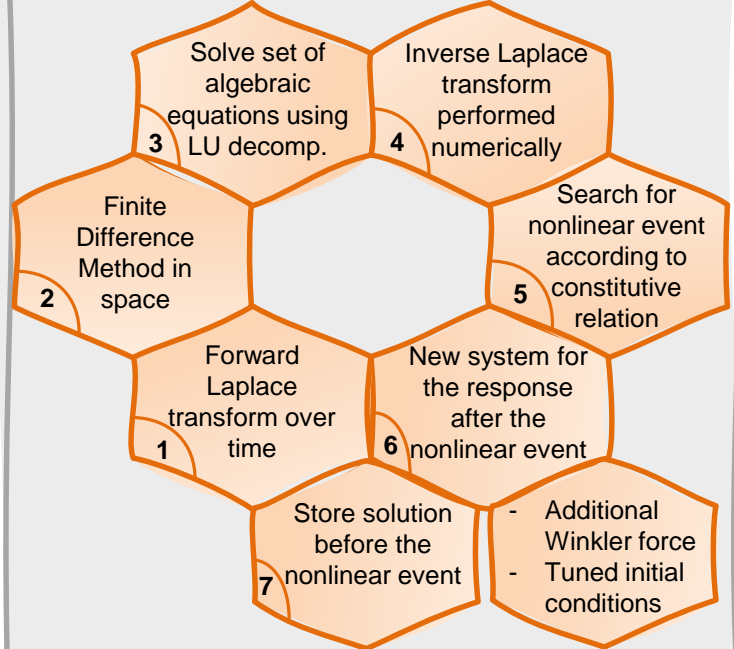 Solve set of
algebraic
equations using
LU decomp.
3
Inverse Laplace
transform
performed
numerically
4
Finite
Difference
Method in
space
2
Search for
nonlinear event
according to
constitutive
relation
5
Forward
Laplace
transform over
time
1
New system for
the response
after the
nonlinear event
6
Store solution
before the
nonlinear event
7
- Additional
Winkler force
- Tuned initial
conditions